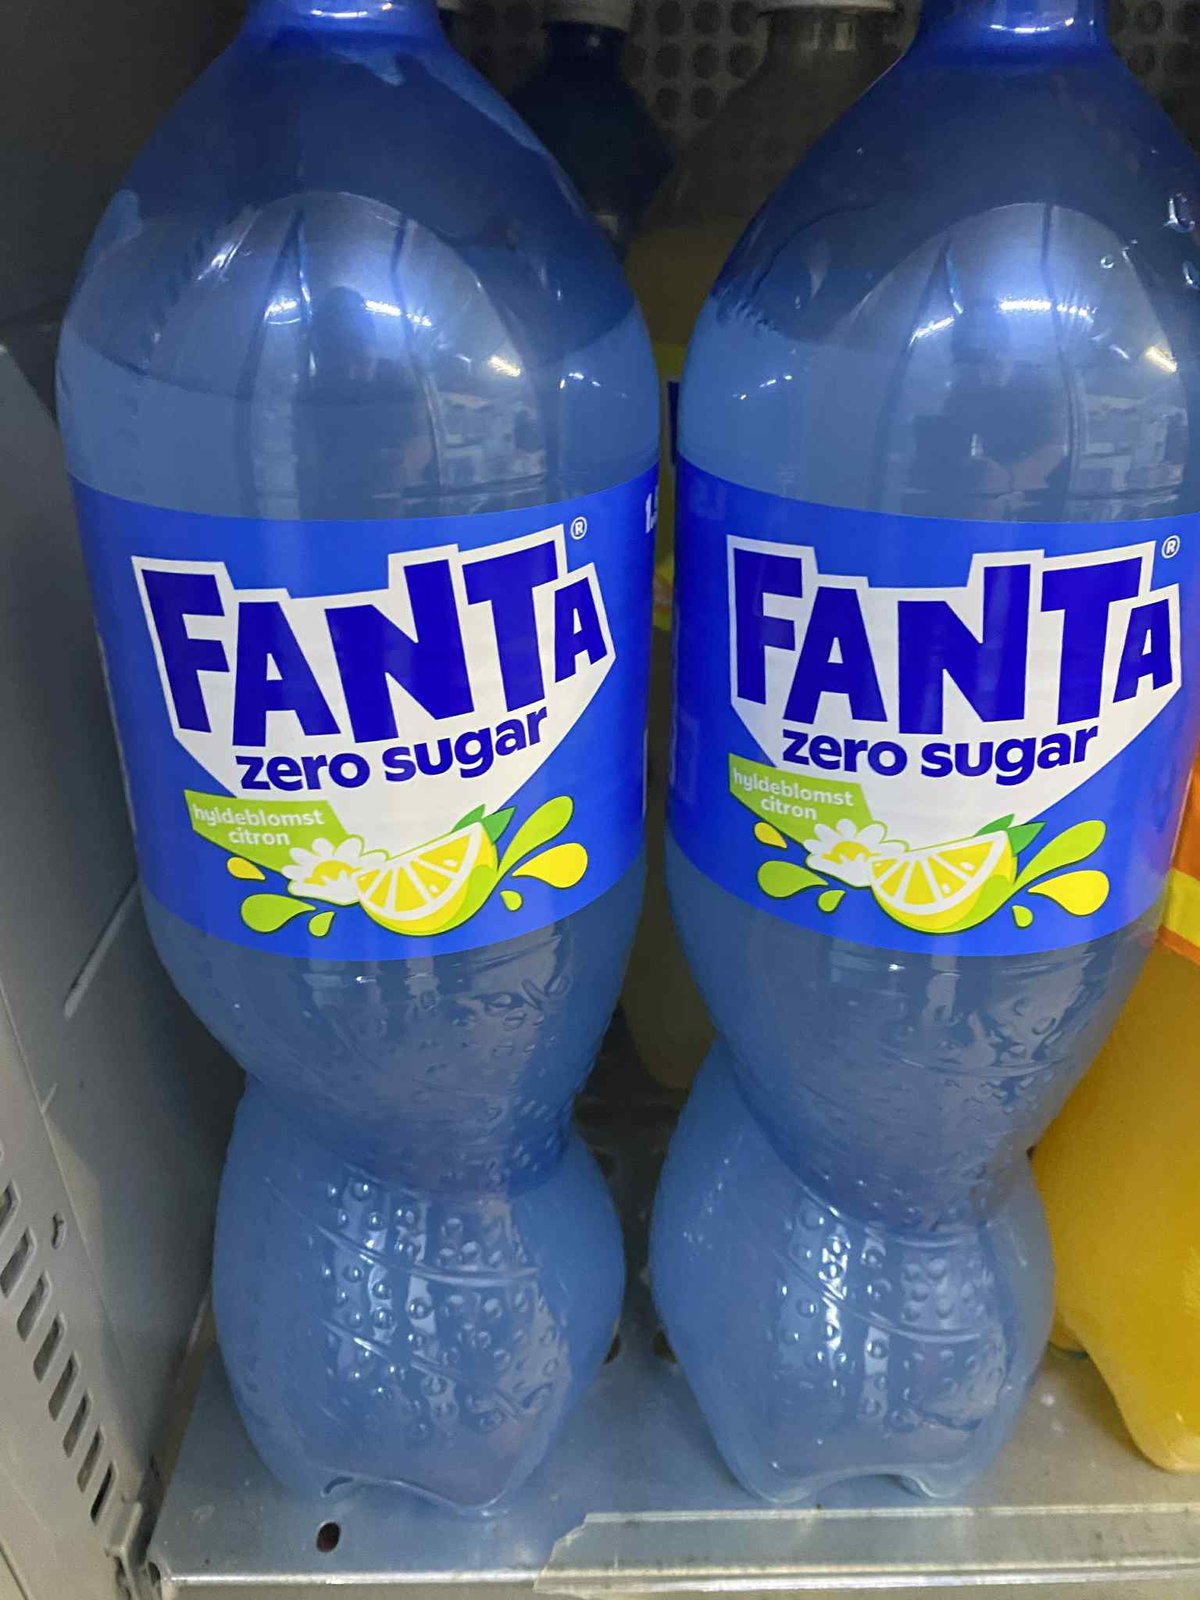 FANTA®
zero sugar
hyldeblomst
citron
FANTA®
zero sugar
hyldeblomst
citron